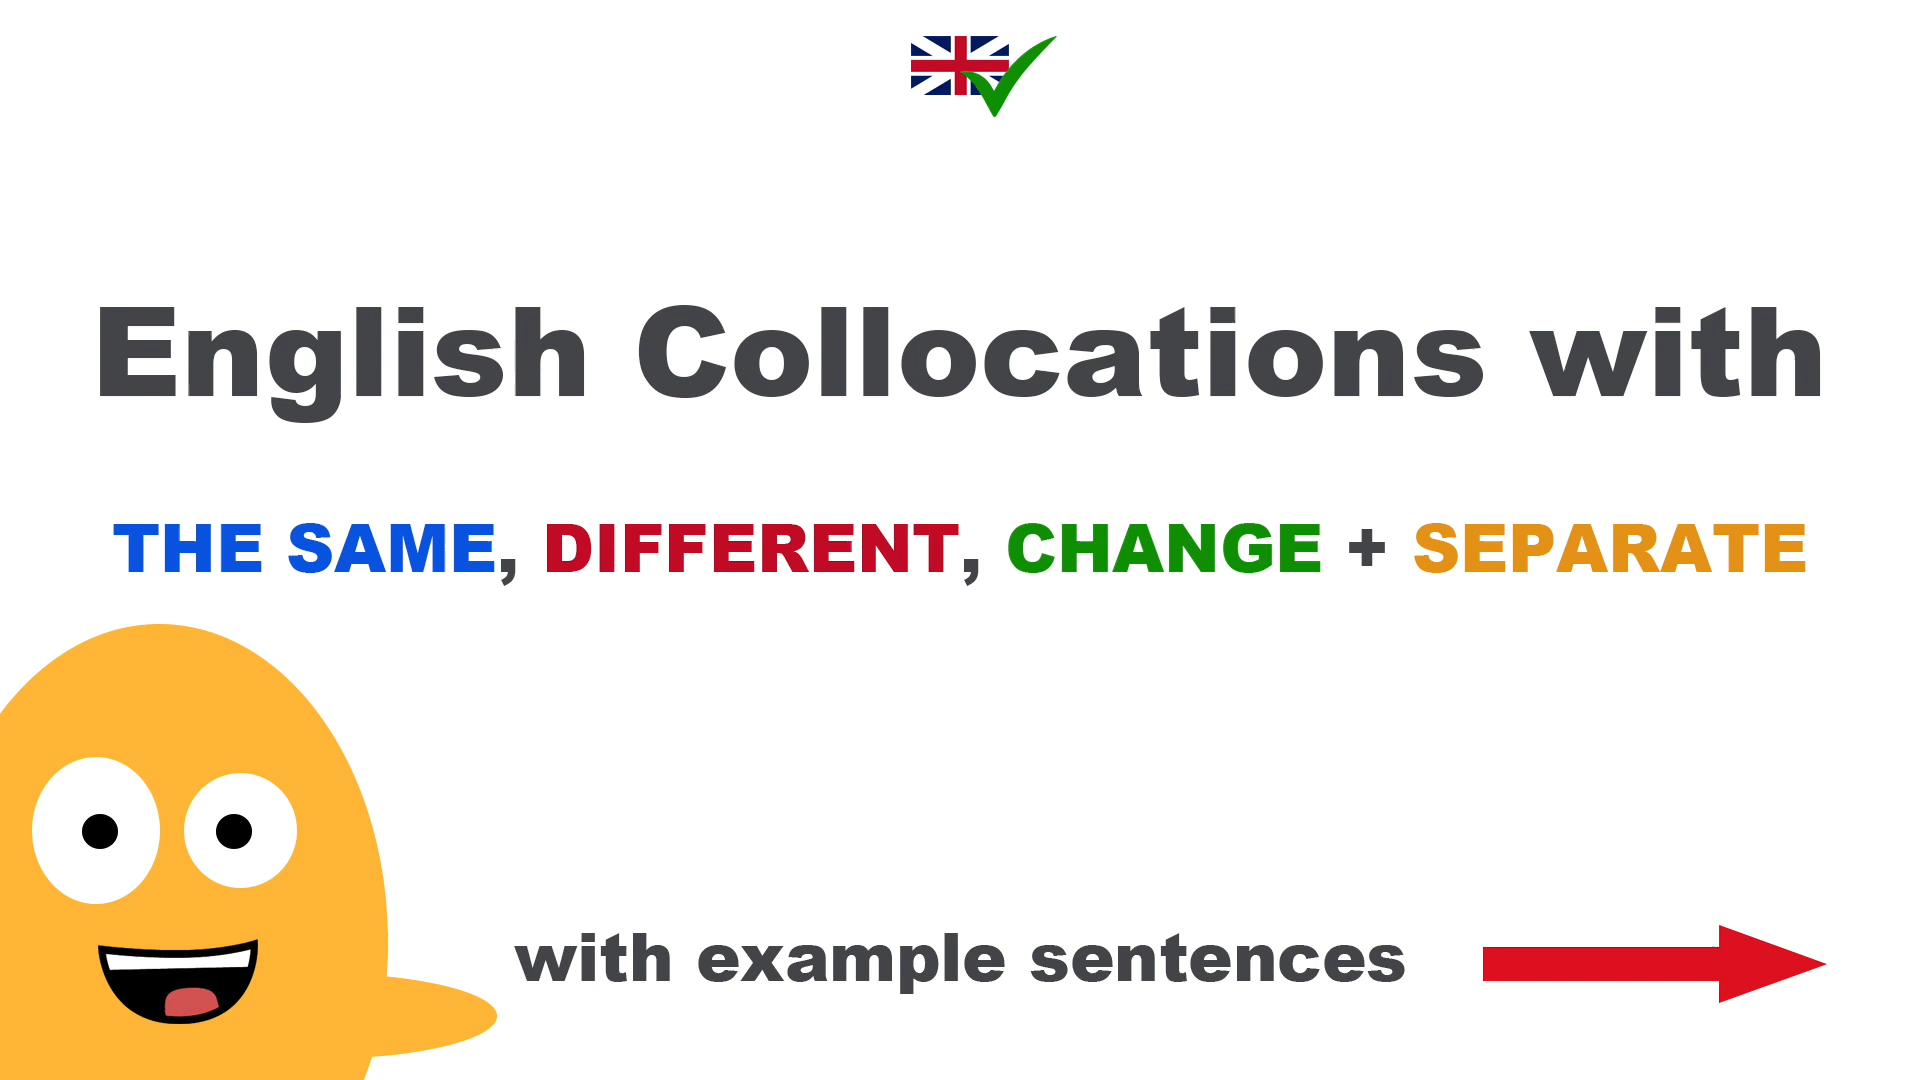 English Collocations with
THE SAME, DIFFERENT, CHANGE + SEPARATE
with example sentences